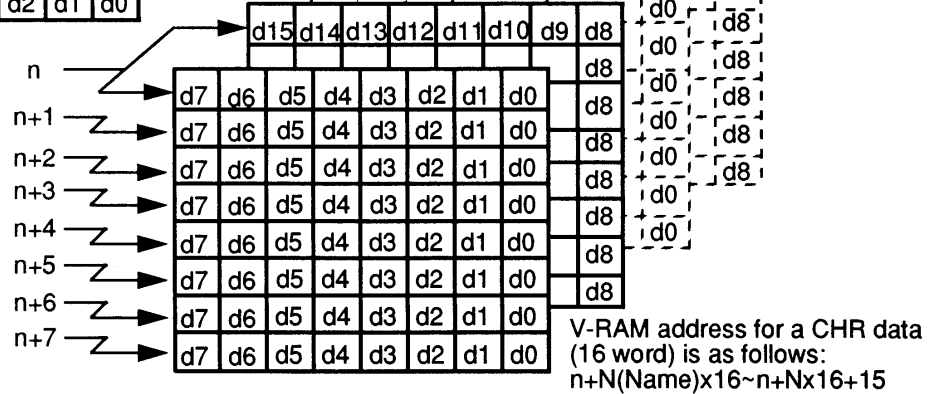 d2 d1 d0
d0 d8
d15 d14 d13 d12 d11 d10 d9 d8
d0 d8
n d8
d7 d6 d5 d4 d3 d2 d1 d0 d8 d0 d8
n+1 d7 d6 d5 d4 d3 d2 d1 d0 d8 d0 d8
n+2 d7 d6 d5 d4 d3 d2 d1 d0 d8 d0 d8
n+3 d7 d6 d5 d4 d3 d2 d1 d0 d8 d0
n+4 d7 d6 d5 d4 d3 d2 d1 d0 d8 d0
n+5 d7 d6 d5 d4 d3 d2 d1 d0 d8
n+6 d7 d6 d5 d4 d3 d2 d1 d0
n+7 d7 d6 d5 d4 d3 d2 d1 d0
V-RAM address for a CHR data
(16 word) is as follows:
n+N(Name)x16~n+Nx16+15